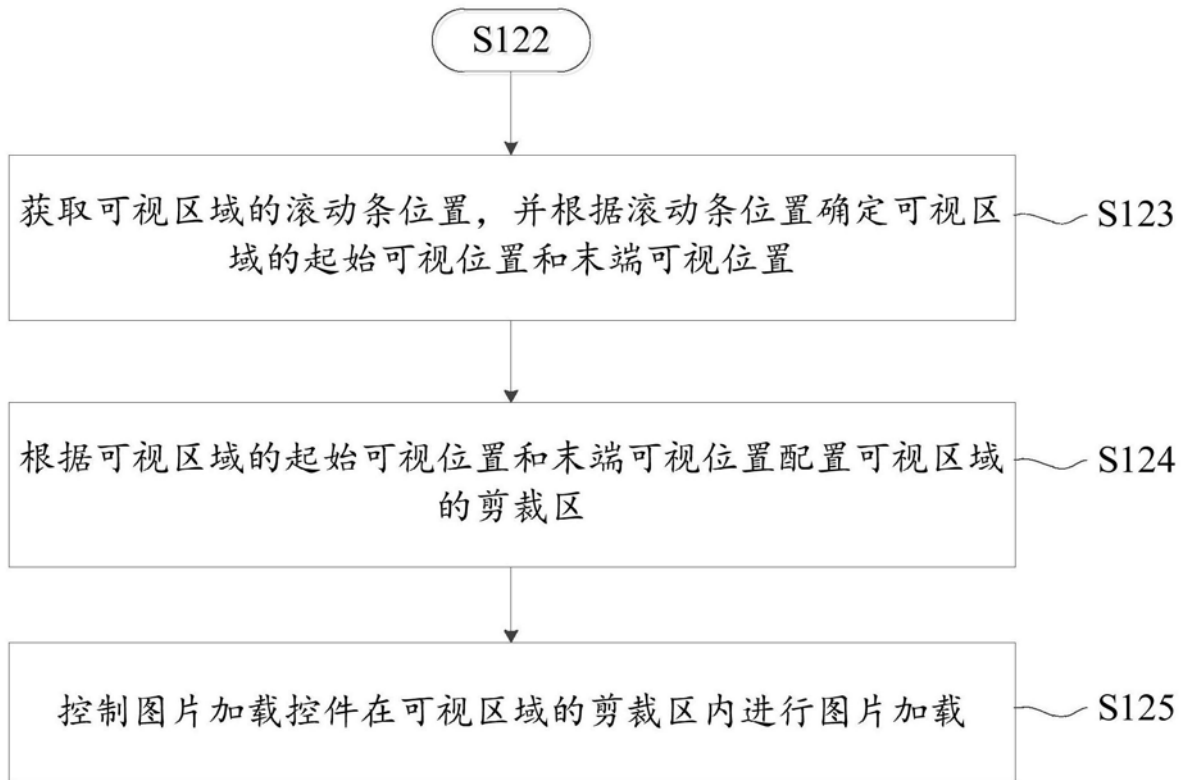 S122
获取可视区域的滚动条位置，并根据滚动条位置确定可视区
域的起始可视位置和末端可视位置
S123
根据可视区域的起始可视位置和末端可视位置配置可视区域
的剪裁区
S124
控制图片加载控件在可视区域的剪裁区内进行图片加载
S125